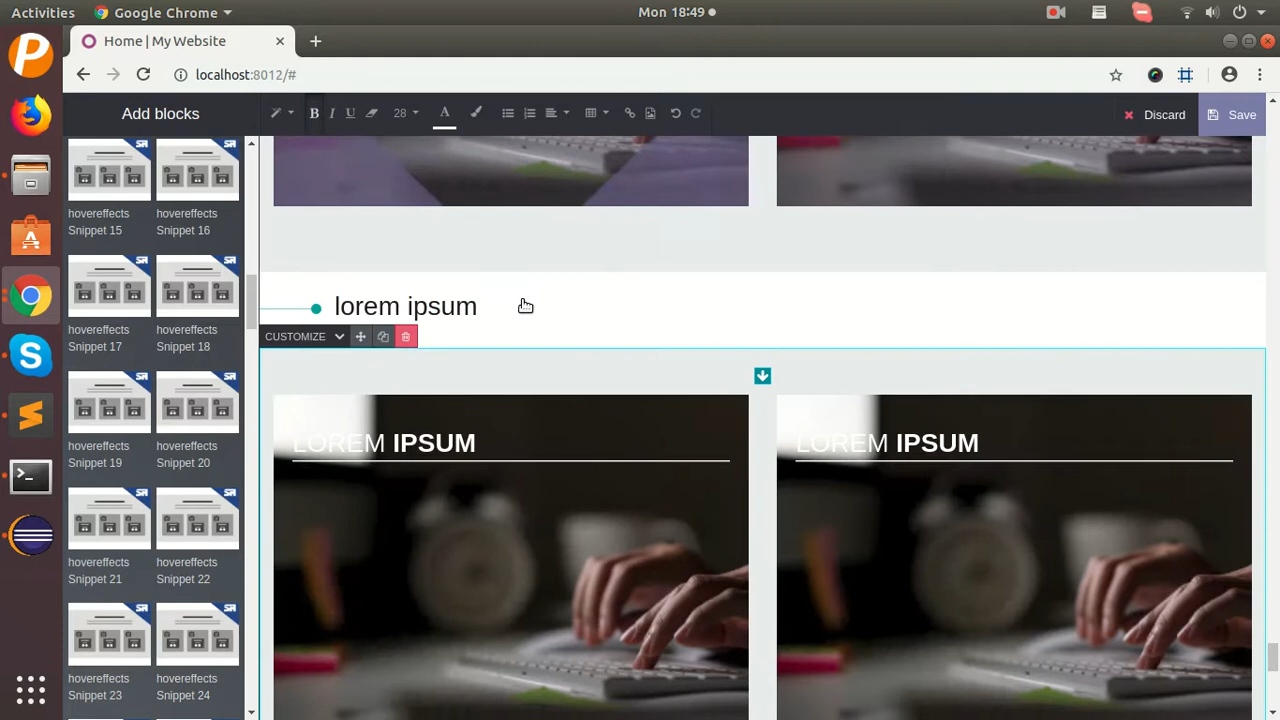 Activities Google Chrome Mon 18:49
Home | My Website
localhost:8012/#
Add blocks B I U 28 A Discard Save
hovereffects Snippet 15
hovereffects Snippet 16
hovereffects Snippet 17
hovereffects Snippet 18
hovereffects Snippet 19
hovereffects Snippet 20
hovereffects Snippet 21
hovereffects Snippet 22
hovereffects Snippet 23
hovereffects Snippet 24
lorem ipsum
CUSTOMIZE
LOREM IPSUM
LOREM IPSUM